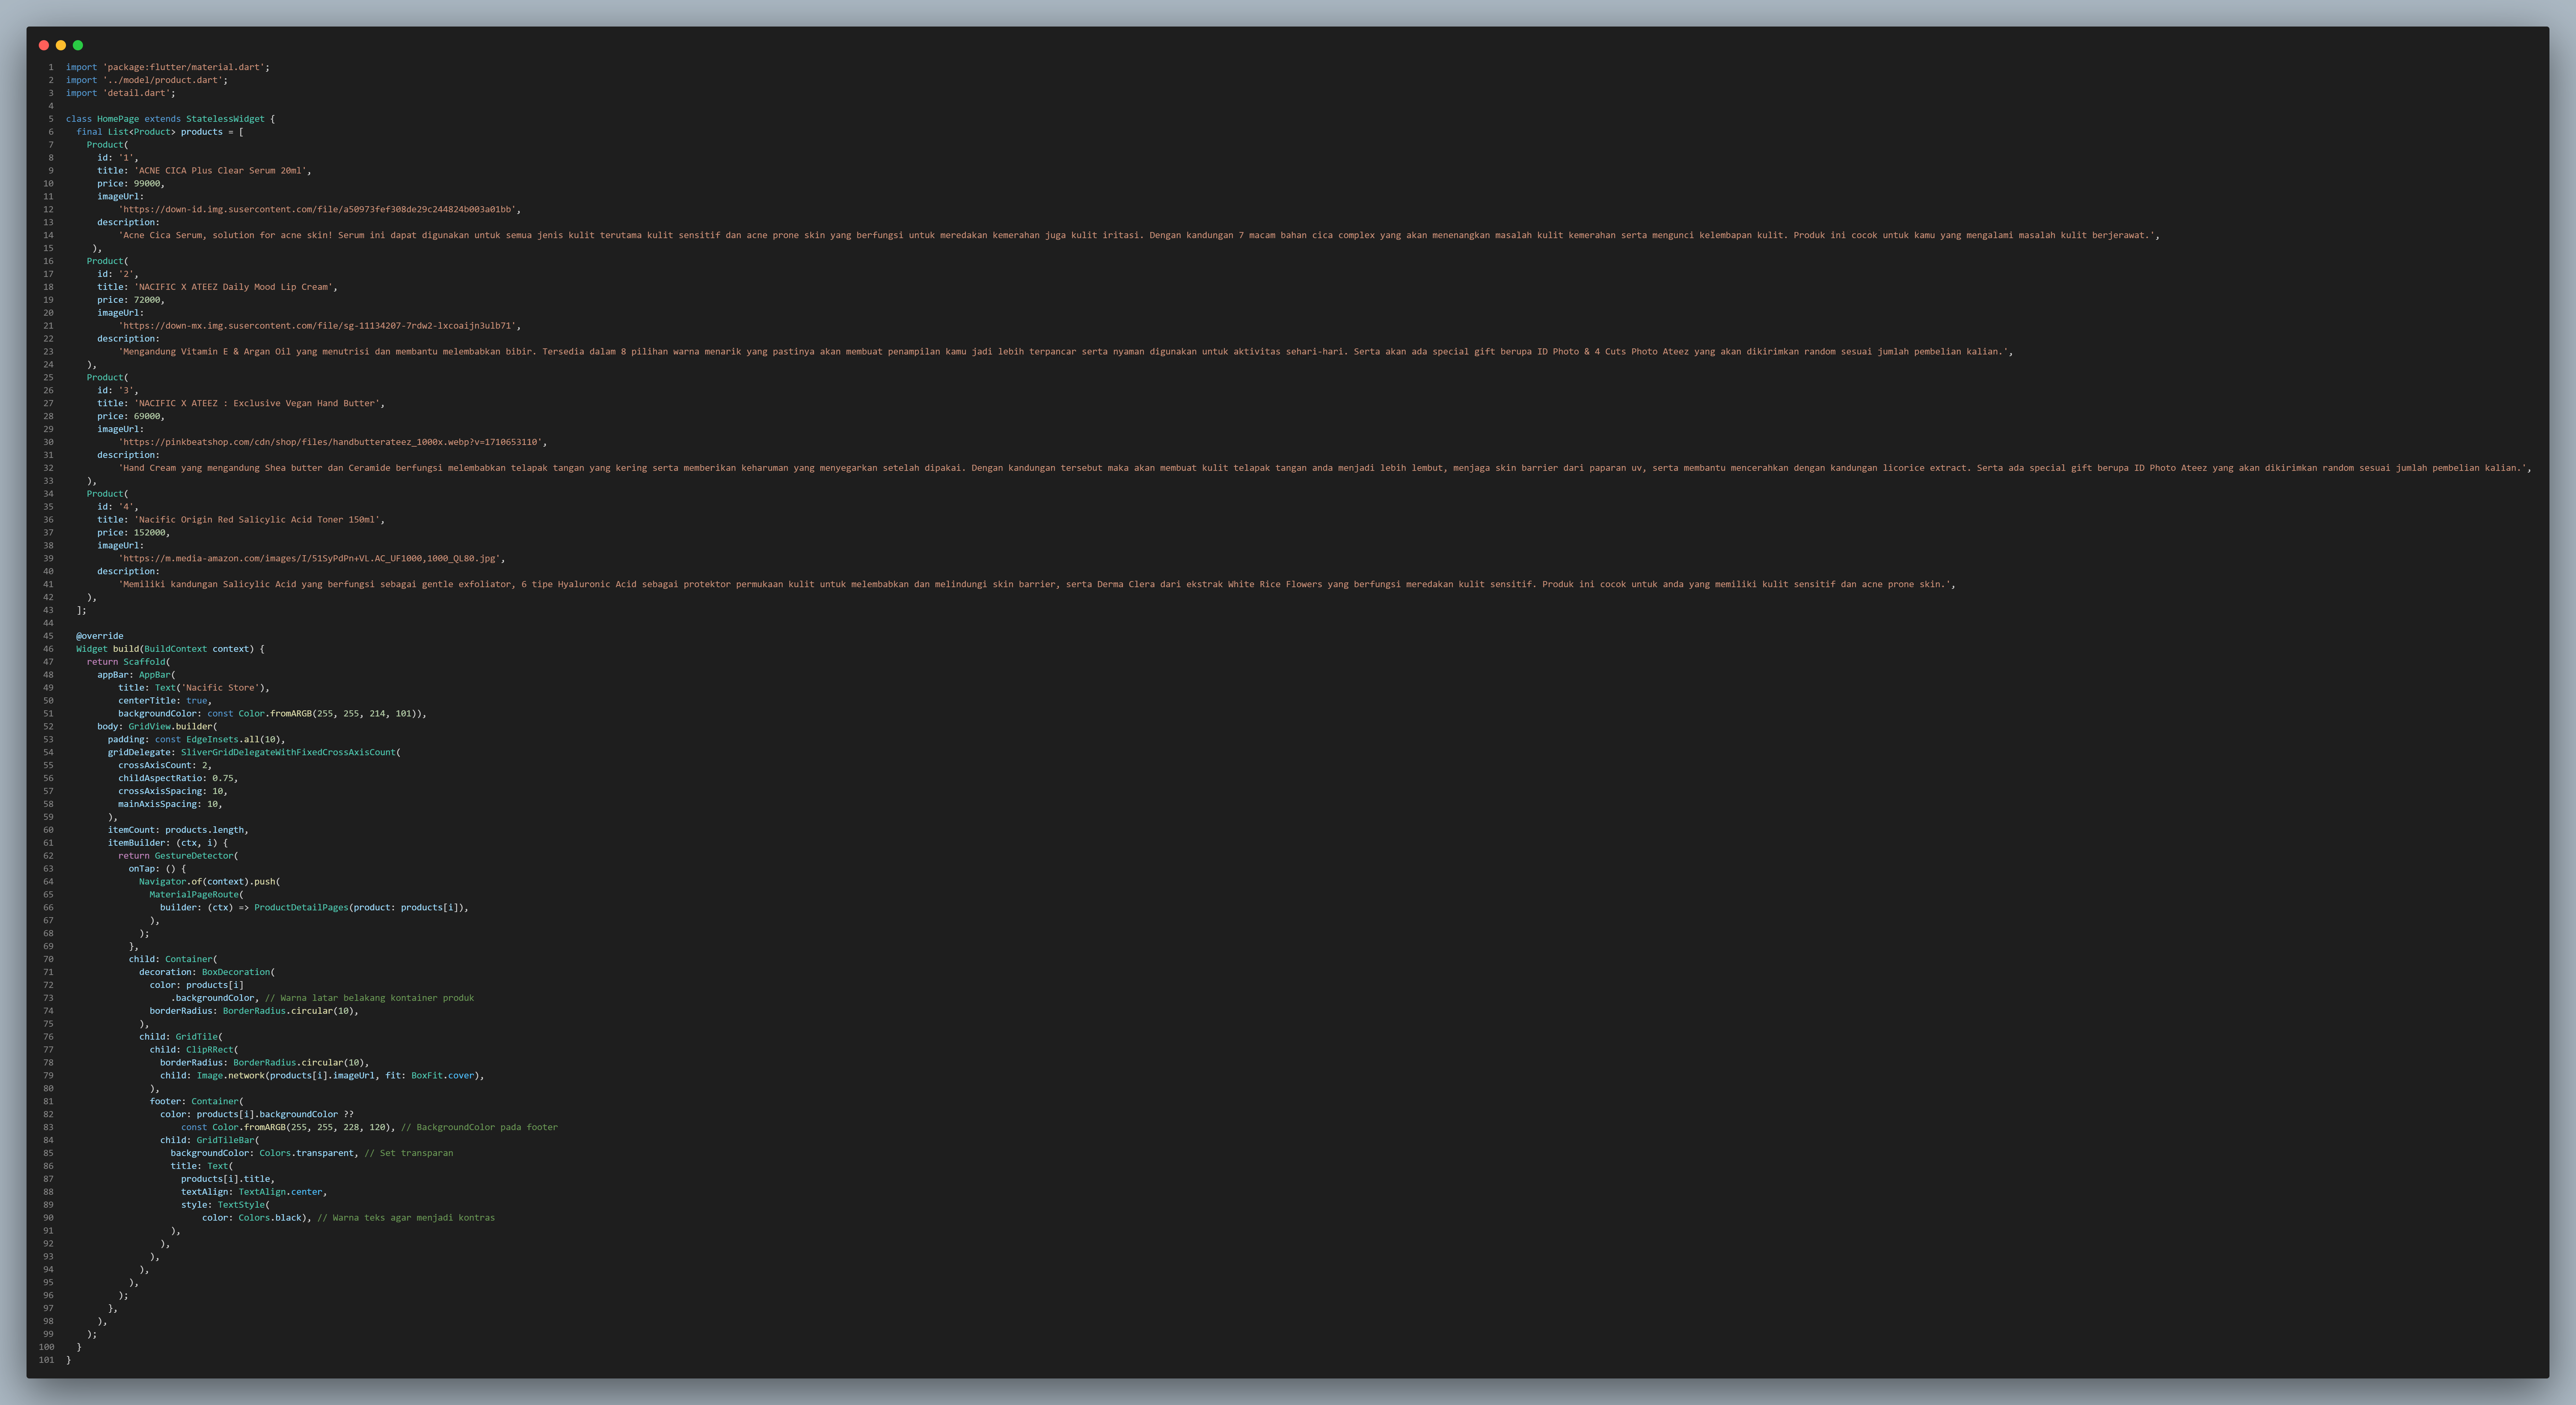 1 import 'package:flutter/material.dart';
2 import '../model/product.dart';
3 import 'detail.dart';
4
5 class HomePage extends StatelessWidget {
6   final List<Product> products = [
7     Product(
8       id: '1',
9       title: 'ACNE CICA Plus Clear Serum 20ml',
10       price: 99000,
11       imageUrl:
12           'https://down-id.img.susercontent.com/file/a50973fef308de29c244824b003a01bb',
13       description:
14           'Acne Cica Serum, solution for acne skin! Serum ini dapat digunakan untuk semua jenis kulit terutama kulit sensitif dan acne prone skin yang berfungsi untuk meredakan kemerahan juga kulit iritasi. Dengan kandungan 7 macam bahan cica complex yang akan menenangkan masalah kulit kemerahan serta mengunci kelembapan kulit. Produk ini cocok untuk kamu yang mengalami masalah kulit berjerawat.',
15      ),
16     Product(
17       id: '2',
18       title: 'NACIFIC X ATEEZ Daily Mood Lip Cream',
19       price: 72000,
20       imageUrl:
21           'https://down-mx.img.susercontent.com/file/sg-11134207-7rdw2-lxcoaijn3ulb71',
22       description:
23           'Mengandung Vitamin E & Argan Oil yang menutrisi dan membantu melembabkan bibir. Tersedia dalam 8 pilihan warna menarik yang pastinya akan membuat penampilan kamu jadi lebih terpancar serta nyaman digunakan untuk aktivitas sehari-hari. Serta akan ada special gift berupa ID Photo & 4 Cuts Photo Ateez yang akan dikirimkan random sesuai jumlah pembelian kalian.',
24     ),
25     Product(
26       id: '3',
27       title: 'NACIFIC X ATEEZ : Exclusive Vegan Hand Butter',
28       price: 69000,
29       imageUrl:
30           'https://pinkbeatshop.com/cdn/shop/files/handbutterateez_1000x.webp?v=1710653110',
31       description:
32           'Hand Cream yang mengandung Shea butter dan Ceramide berfungsi melembabkan telapak tangan yang kering serta memberikan keharuman yang menyegarkan setelah dipakai. Dengan kandungan tersebut maka akan membuat kulit telapak tangan anda menjadi lebih lembut, menjaga skin barrier dari paparan uv, serta membantu mencerahkan dengan kandungan licorice extract. Serta ada special gift berupa ID Photo Ateez yang akan dikirimkan random sesuai jumlah pembelian kalian.',
33     ),
34     Product(
35       id: '4',
36       title: 'Nacific Origin Red Salicylic Acid Toner 150ml',
37       price: 152000,
38       imageUrl:
39           'https://m.media-amazon.com/images/I/51SyPdPn+VL.AC_UF1000,1000_QL80.jpg',
40       description:
41           'Memiliki kandungan Salicylic Acid yang berfungsi sebagai gentle exfoliator, 6 tipe Hyaluronic Acid sebagai protektor permukaan kulit untuk melembabkan dan melindungi skin barrier, serta Derma Clera dari ekstrak White Rice Flowers yang berfungsi meredakan kulit sensitif. Produk ini cocok untuk anda yang memiliki kulit sensitif dan acne prone skin.',
42     ),
43   ];
44
45   @override
46   Widget build(BuildContext context) {
47     return Scaffold(
48       appBar: AppBar(
49           title: Text('Nacific Store'),
50           centerTitle: true,
51           backgroundColor: const Color.fromARGB(255, 255, 214, 101)),
52       body: GridView.builder(
53         padding: const EdgeInsets.all(10),
54         gridDelegate: SliverGridDelegateWithFixedCrossAxisCount(
55           crossAxisCount: 2,
56           childAspectRatio: 0.75,
57           crossAxisSpacing: 10,
58           mainAxisSpacing: 10,
59         ),
60         itemCount: products.length,
61         itemBuilder: (ctx, i) {
62           return GestureDetector(
63             onTap: () {
64               Navigator.of(context).push(
65                 MaterialPageRoute(
66                   builder: (ctx) => ProductDetailPages(product: products[i]),
67                 ),
68               );
69             },
70             child: Container(
71               decoration: BoxDecoration(
72                 color: products[i]
73                     .backgroundColor, // Warna latar belakang kontainer produk
74                 borderRadius: BorderRadius.circular(10),
75               ),
76               child: GridTile(
77                 child: ClipRRect(
78                   borderRadius: BorderRadius.circular(10),
79                   child: Image.network(products[i].imageUrl, fit: BoxFit.cover),
80                 ),
81                 footer: Container(
82                   color: products[i].backgroundColor ??
83                       const Color.fromARGB(255, 255, 228, 120), // BackgroundColor pada footer
84                   child: GridTileBar(
85                     backgroundColor: Colors.transparent, // Set transparan
86                     title: Text(
87                       products[i].title,
88                       textAlign: TextAlign.center,
89                       style: TextStyle(
90                           color: Colors.black), // Warna teks agar menjadi kontras
91                     ),
92                   ),
93                 ),
94               ),
95             ),
96           );
97         },
98       ),
99     );
100   }
101 }